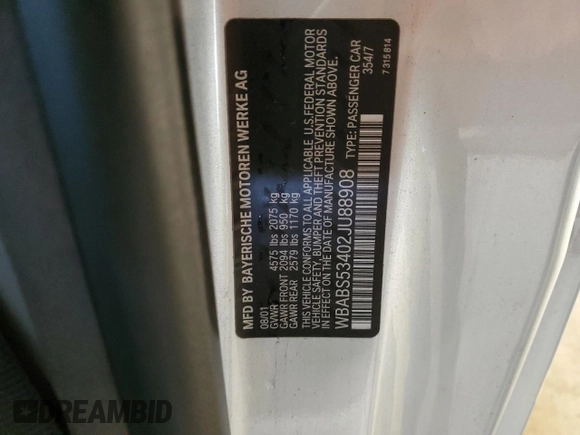 MFD BY BAYERISCHE MOTOREN WERKE AG
08/01
GVWR 4575 lbs 2075 kg
GAWR FRONT 2094 lbs 950 kg
GAWR REAR 2579 lbs 1170 kg
THIS VEHICLE CONFORMS TO ALL APPLICABLE U.S.FEDERAL MOTOR
VEHICLE SAFETY, BUMPER AND THEFT PREVENTION STANDARDS
IN EFFECT ON THE DATE OF MANUFACTURE SHOWN ABOVE.
WBABS53402JU88908 TYPE: PASSENGER CAR
354/7
7 315 814
DREAMBID